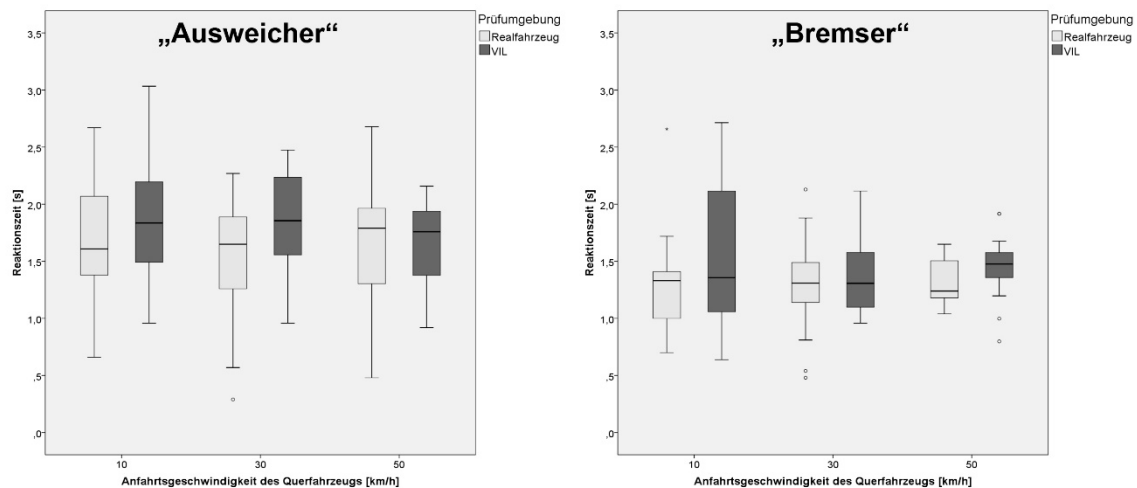 „Ausweicher“
Prüfumgebung
Realfahrzeug
VIL
3,5
3,0
2,5
2,0
1,5
1,0
,5
,0
Reaktionszeit [s]
10
30
50
Anfahrtsgeschwindigkeit des Querfahrzeugs [km/h]
„Bremser“
Prüfumgebung
Realfahrzeug
VIL
3,5
3,0
2,5
2,0
1,5
1,0
,5
,0
Reaktionszeit [s]
10
30
50
Anfahrtsgeschwindigkeit des Querfahrzeugs [km/h]